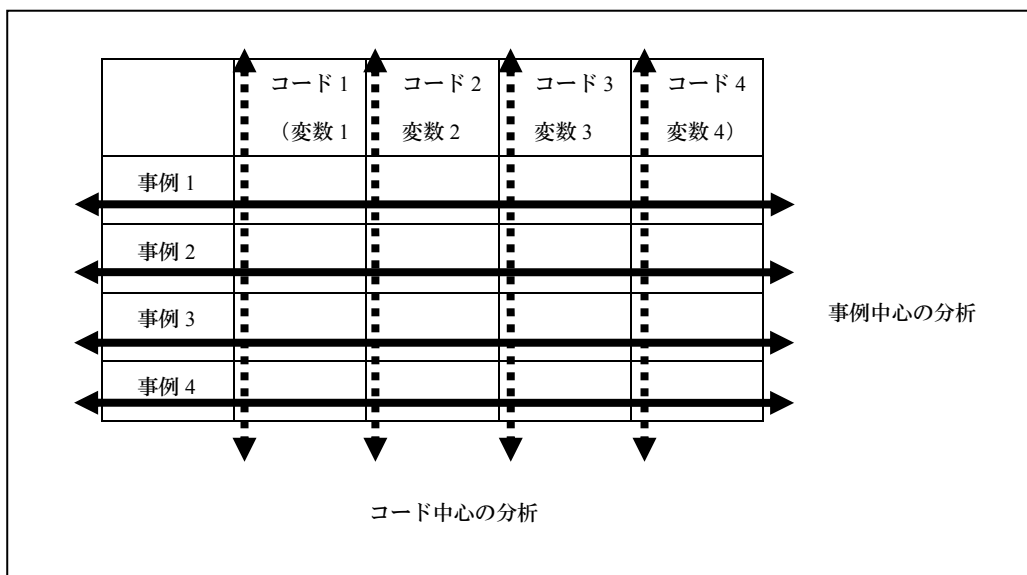 コード 1 コード 2 コード 3 コード 4
（変数 1 変数 2 変数 3 変数 4）
事例 1
事例 2
事例 3
事例 4
事例中心の分析
コード中心の分析